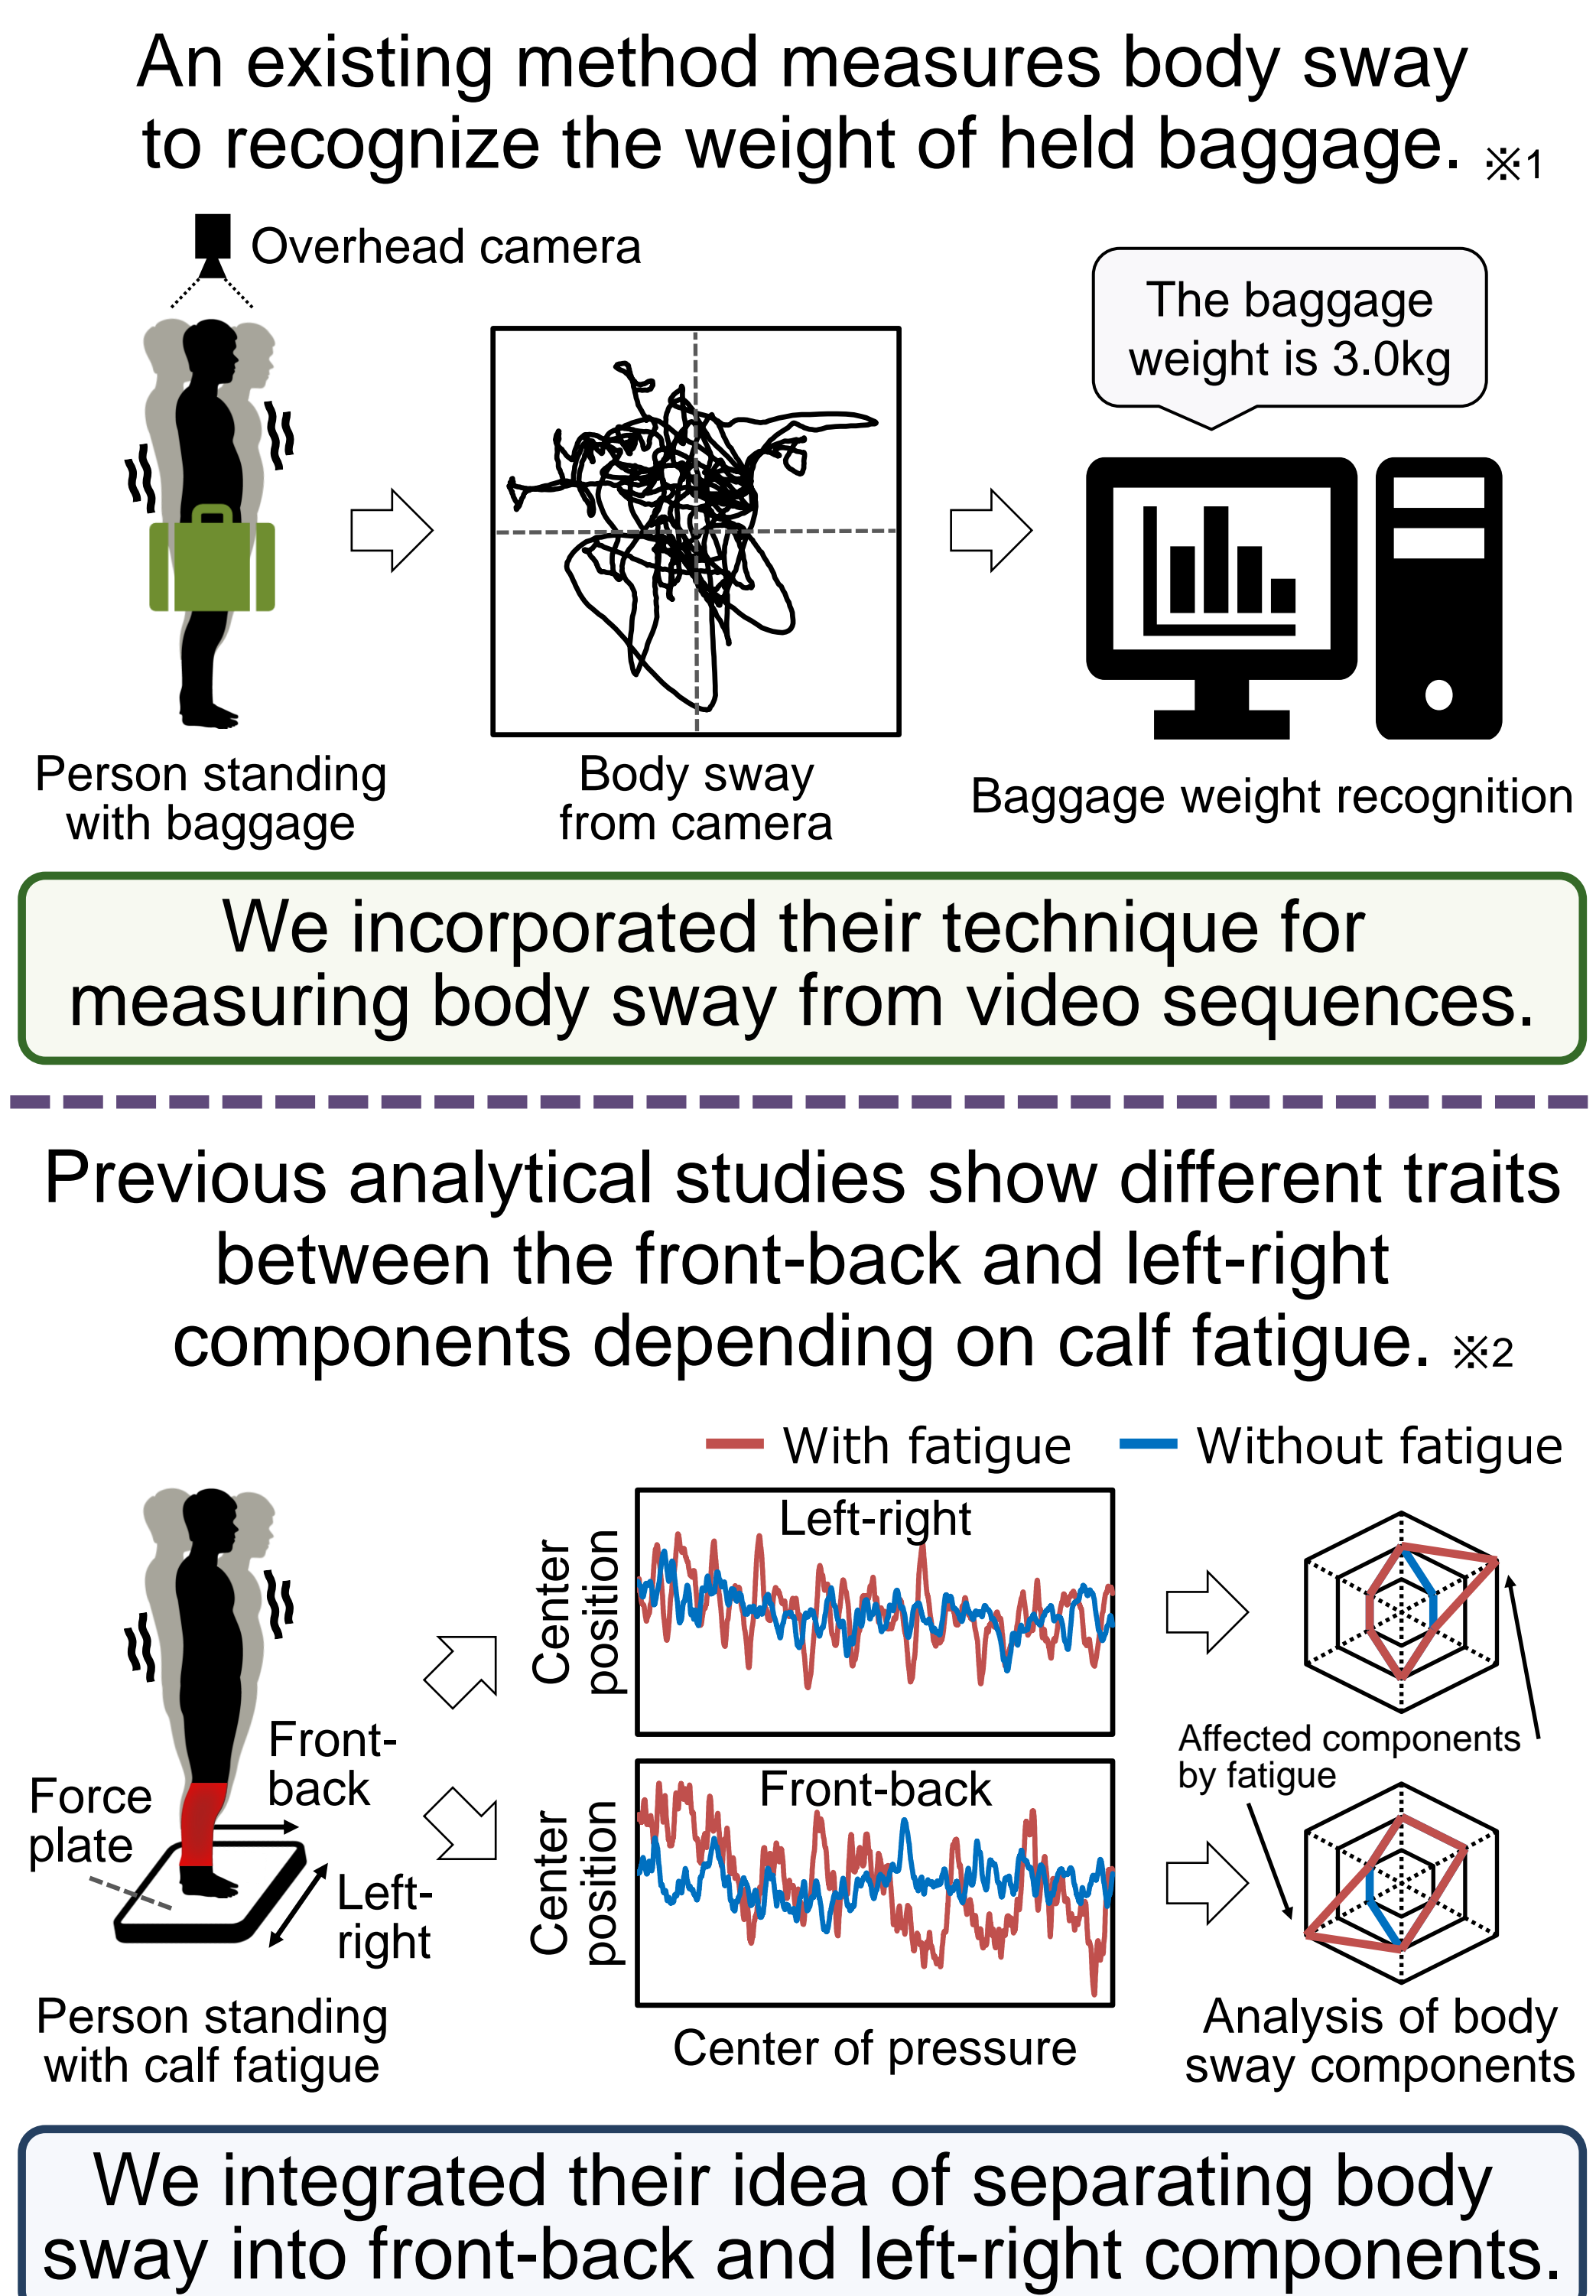 An existing method measures body sway
to recognize the weight of held baggage. ※1
Overhead camera
The baggage
weight is 3.0kg
Person standing
with baggage
Body sway
from camera
Baggage weight recognition
We incorporated their technique for
measuring body sway from video sequences.
Previous analytical studies show different traits
between the front-back and left-right
components depending on calf fatigue. ※2
With fatigue
Without fatigue
Left-right
Center
position
Front-
back
Force
plate
Left-
right
Front-back
Center
position
Affected components
by fatigue
Person standing
with calf fatigue
Center of pressure
Analysis of body
sway components
We integrated their idea of separating body
sway into front-back and left-right components.